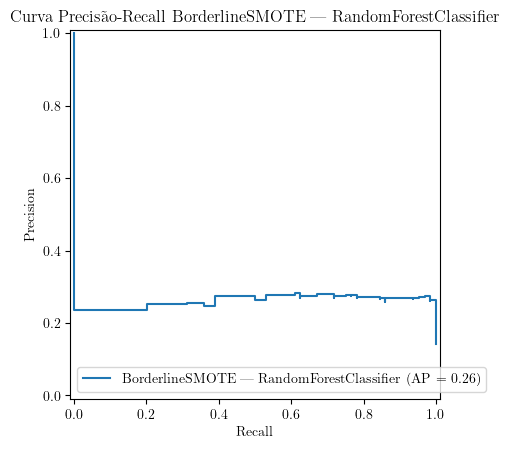 Curva Precisão-Recall BorderlineSMOTE — RandomForestClassifier
1.0
0.8
0.6
0.4
0.2
0.0
Precision
BorderlineSMOTE — RandomForestClassifier (AP = 0.26)
0.0 0.2 0.4 0.6 0.8 1.0
Recall